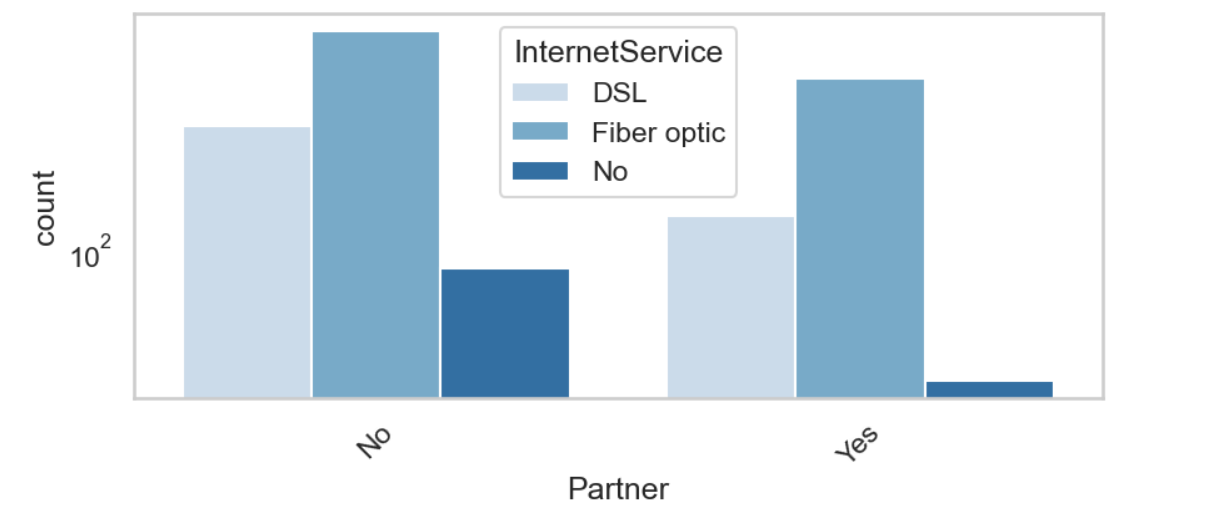 InternetService
DSL
Fiber optic
No
count
10²
No
Yes
Partner